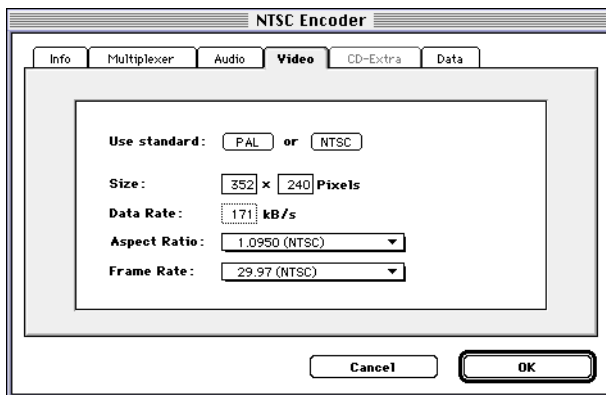 NTSC Encoder
Info Multiplexer Audio Video CD-Extra Data
Use standard: PAL or NTSC
Size: 352 × 240 Pixels
Data Rate: 171 kB/s
Aspect Ratio: 1.0950 (NTSC)
Frame Rate: 29.97 (NTSC)
Cancel OK